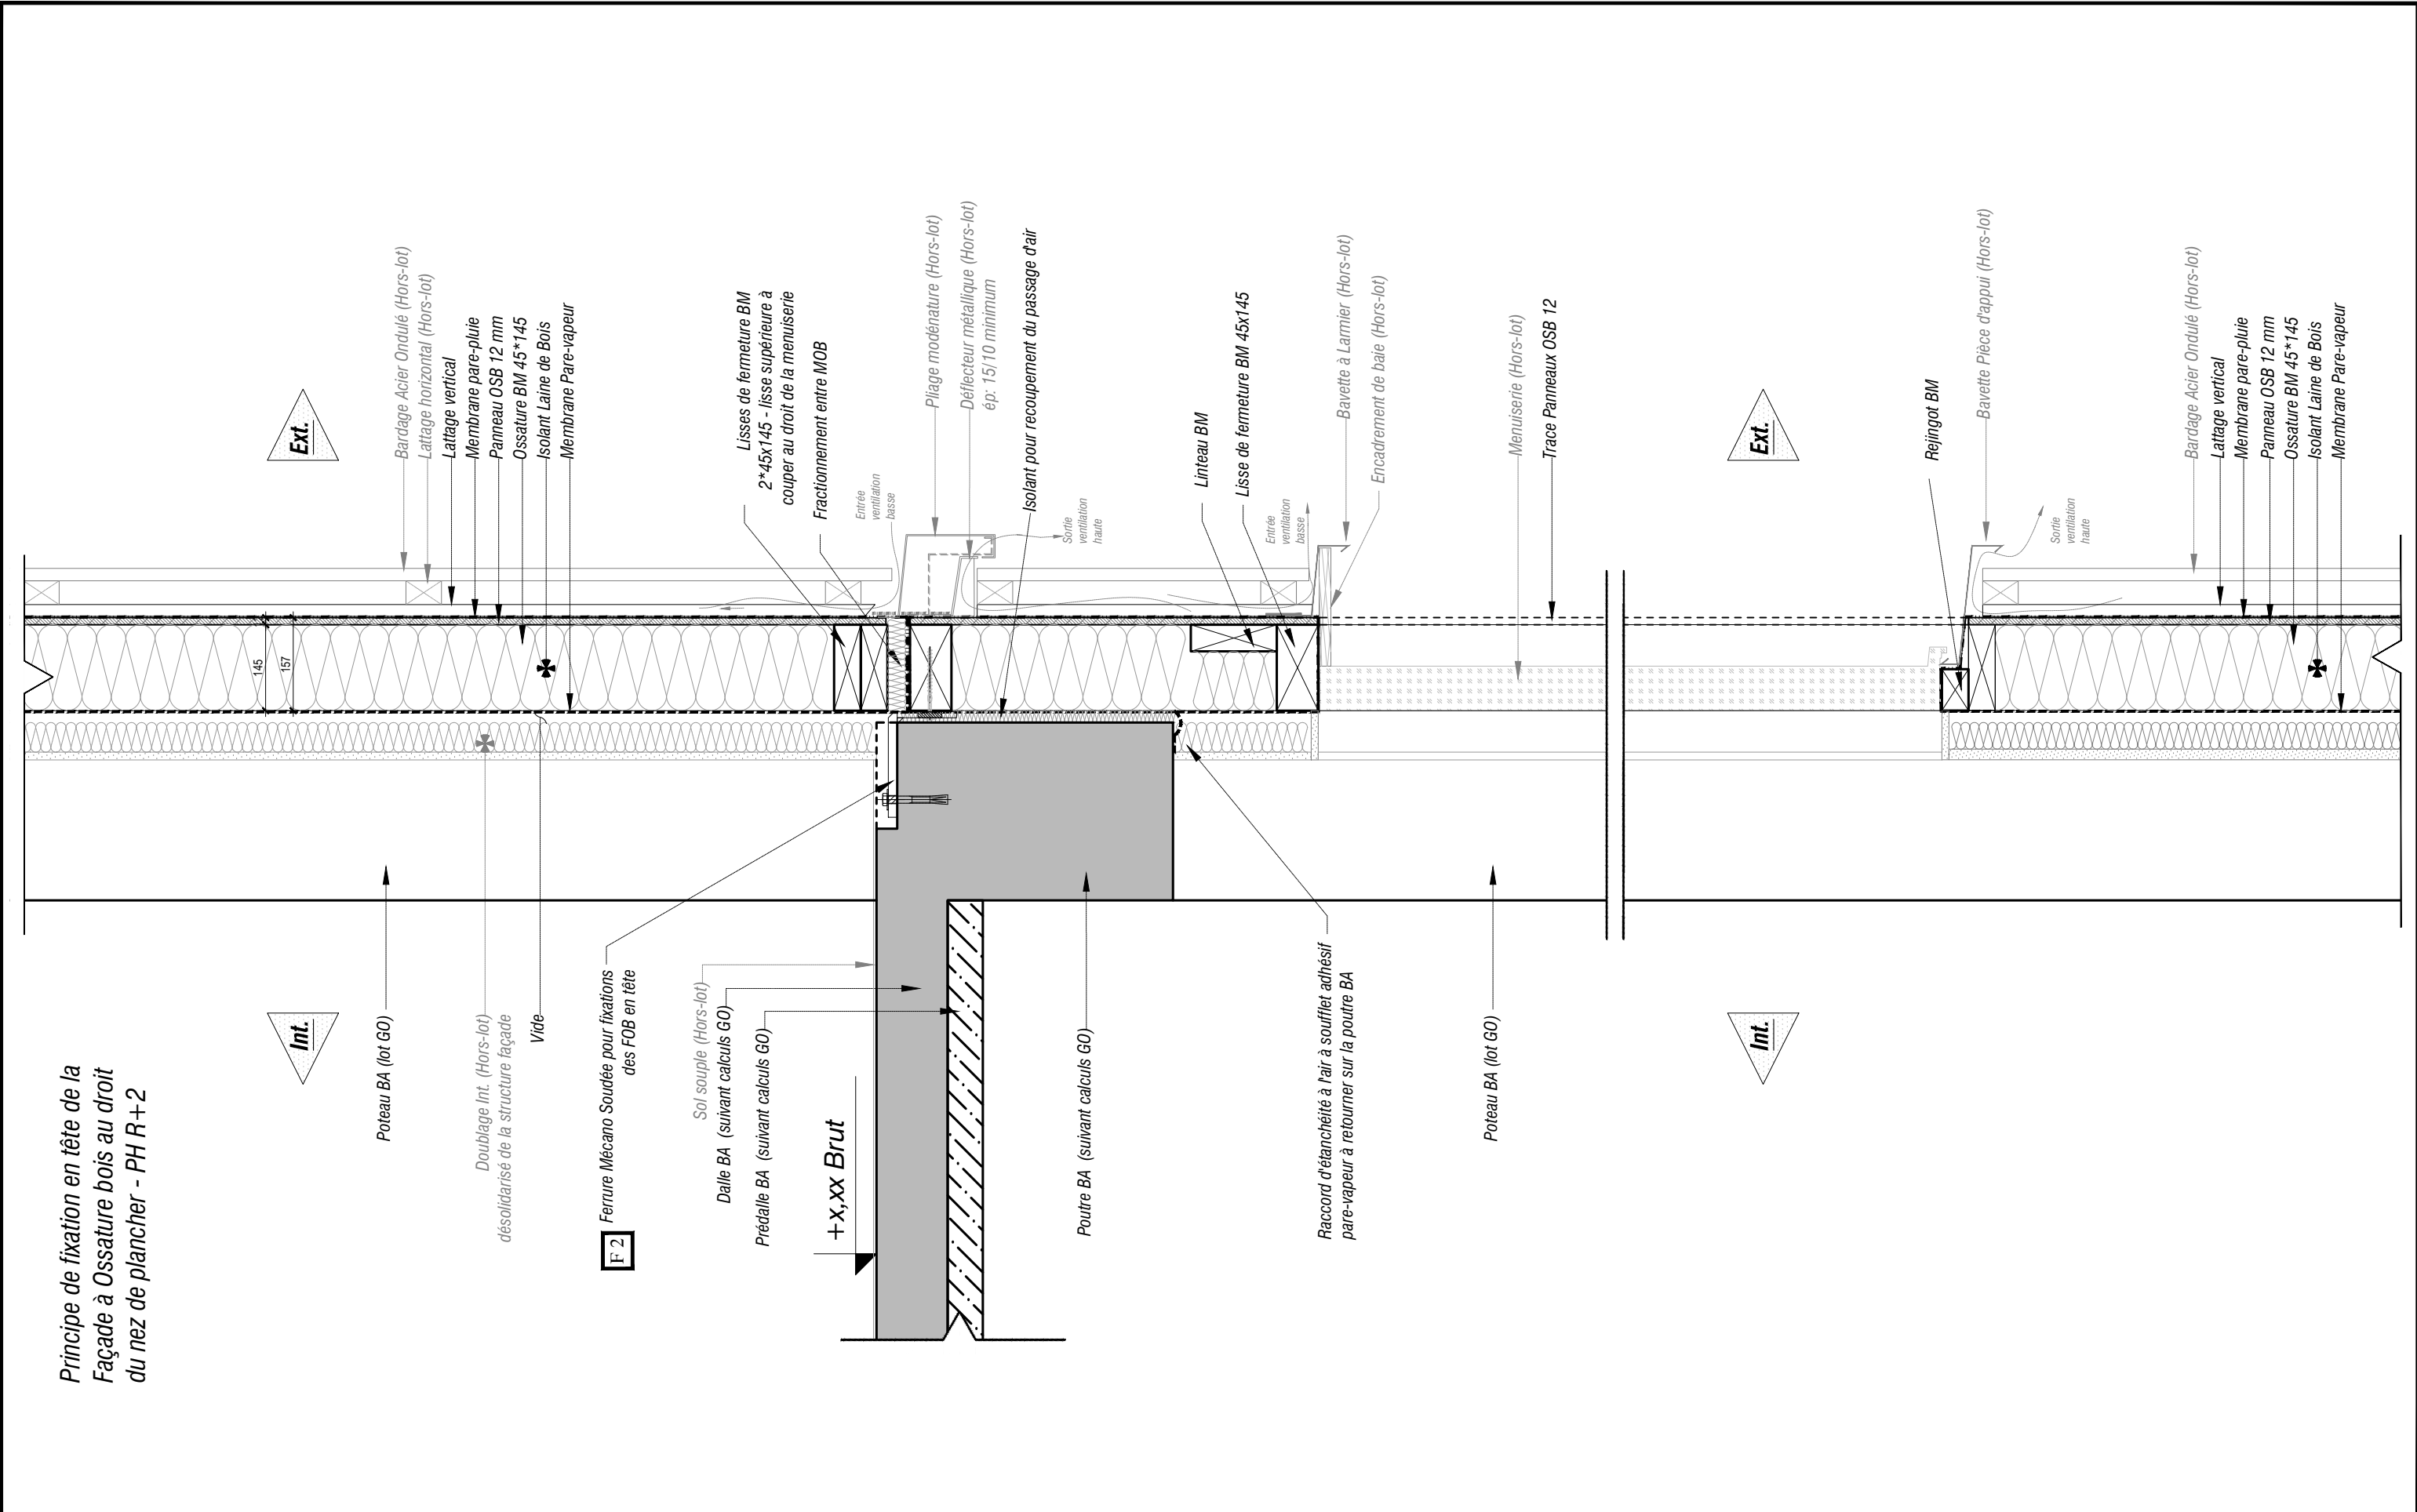 Principe de fixation en tête de la
Façade à Ossature bois au droit
du nez de plancher - PH R+2
Ext.
Int.
Bardage Acier Ondulé (Hors-lot)
Lattage horizontal (Hors-lot)
Lattage vertical
Membrane pare-pluie
Panneau OSB 12 mm
Ossature BM 45*145
Isolant Laine de Bois
Membrane Pare-vapeur
145
157
Poteau BA (lot GO)
Doublage Int. (Hors-lot)
désolidarisé de la structure façade
Vide
Lisses de fermeture BM
2*45x145 - lisse supérieure à
couper au droit de la menuiserie
Fractionnement entre MOB
Entrée
ventilation
basse
Pliage modénature (Hors-lot)
Déflecteur métallique (Hors-lot)
ép: 15/10 minimum
Isolant pour recoupement du passage d'air
Sortie
ventilation
haute
F 2
Ferrure Mécano Soudée pour fixations
des FOB en tête
Sol souple (Hors-lot)
Dalle BA (suivant calculs GO)
Prédalle BA (suivant calculs GO)
+x,xx Brut
Poutre BA (suivant calculs GO)
Linteau BM
Lisse de fermeture BM 45x145
Entrée
ventilation
basse
Bavette à Larmier (Hors-lot)
Encadrement de baie (Hors-lot)
Raccord d'étanchéité à l'air à soufflet adhésif
pare-vapeur à retourner sur la poutre BA
Menuiserie (Hors-lot)
Trace Panneaux OSB 12
Poteau BA (lot GO)
Ext.
Int.
Rejingot BM
Bavette Pièce d'appui (Hors-lot)
Sortie
ventilation
haute
Bardage Acier Ondulé (Hors-lot)
Lattage vertical
Membrane pare-pluie
Panneau OSB 12 mm
Ossature BM 45*145
Isolant Laine de Bois
Membrane Pare-vapeur